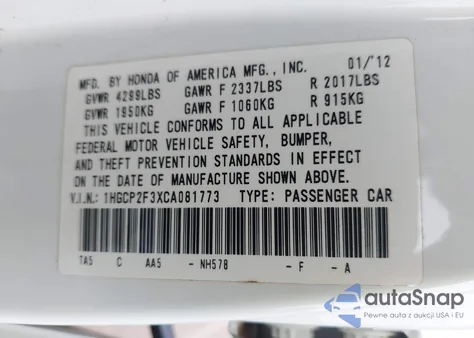 MFD. BY HONDA OF AMERICA MFG., INC. 01/'12
GVWR 4299LBS GAWR F 2337LBS R 2017LBS
GVWR 1950KG GAWR F 1060KG R 915KG
THIS VEHICLE CONFORMS TO ALL APPLICABLE
FEDERAL MOTOR VEHICLE SAFETY, BUMPER,
AND THEFT PREVENTION STANDARDS IN EFFECT
ON THE DATE OF MANUFACTURE SHOWN ABOVE.
V.I.N.: 1HGCP2F3XCA081773 TYPE: PASSENGER CAR
TA5 C AA5 - NH578 - F - A
autoSnap
Pewne auta z aukcji USA i EU